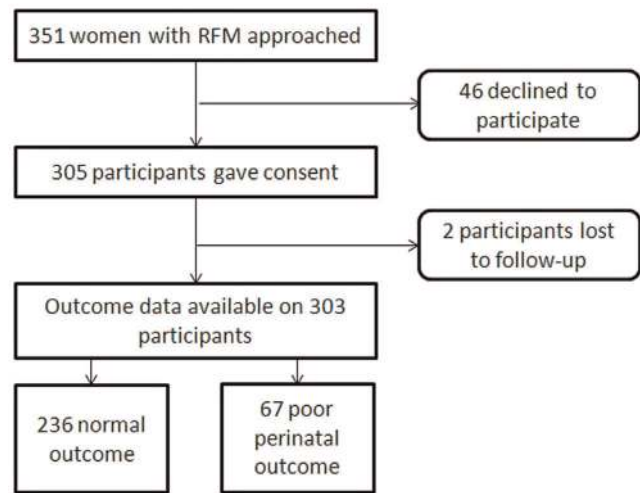 351 women with RFM approached
46 declined to
participate
305 participants gave consent
2 participants lost
to follow-up
Outcome data available on 303
participants
236 normal
outcome
67 poor
perinatal
outcome